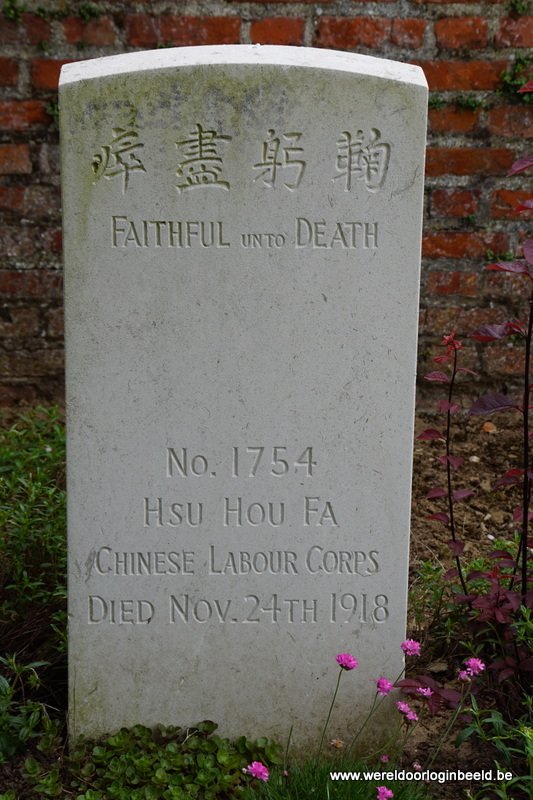 鞠躬盡瘁
FAITHFUL UNTO DEATH
No. 1754
HSU HOU FA
CHINESE LABOUR CORPS
DIED NOV. 24TH 1918
www.wereldoorloginbeeld.be